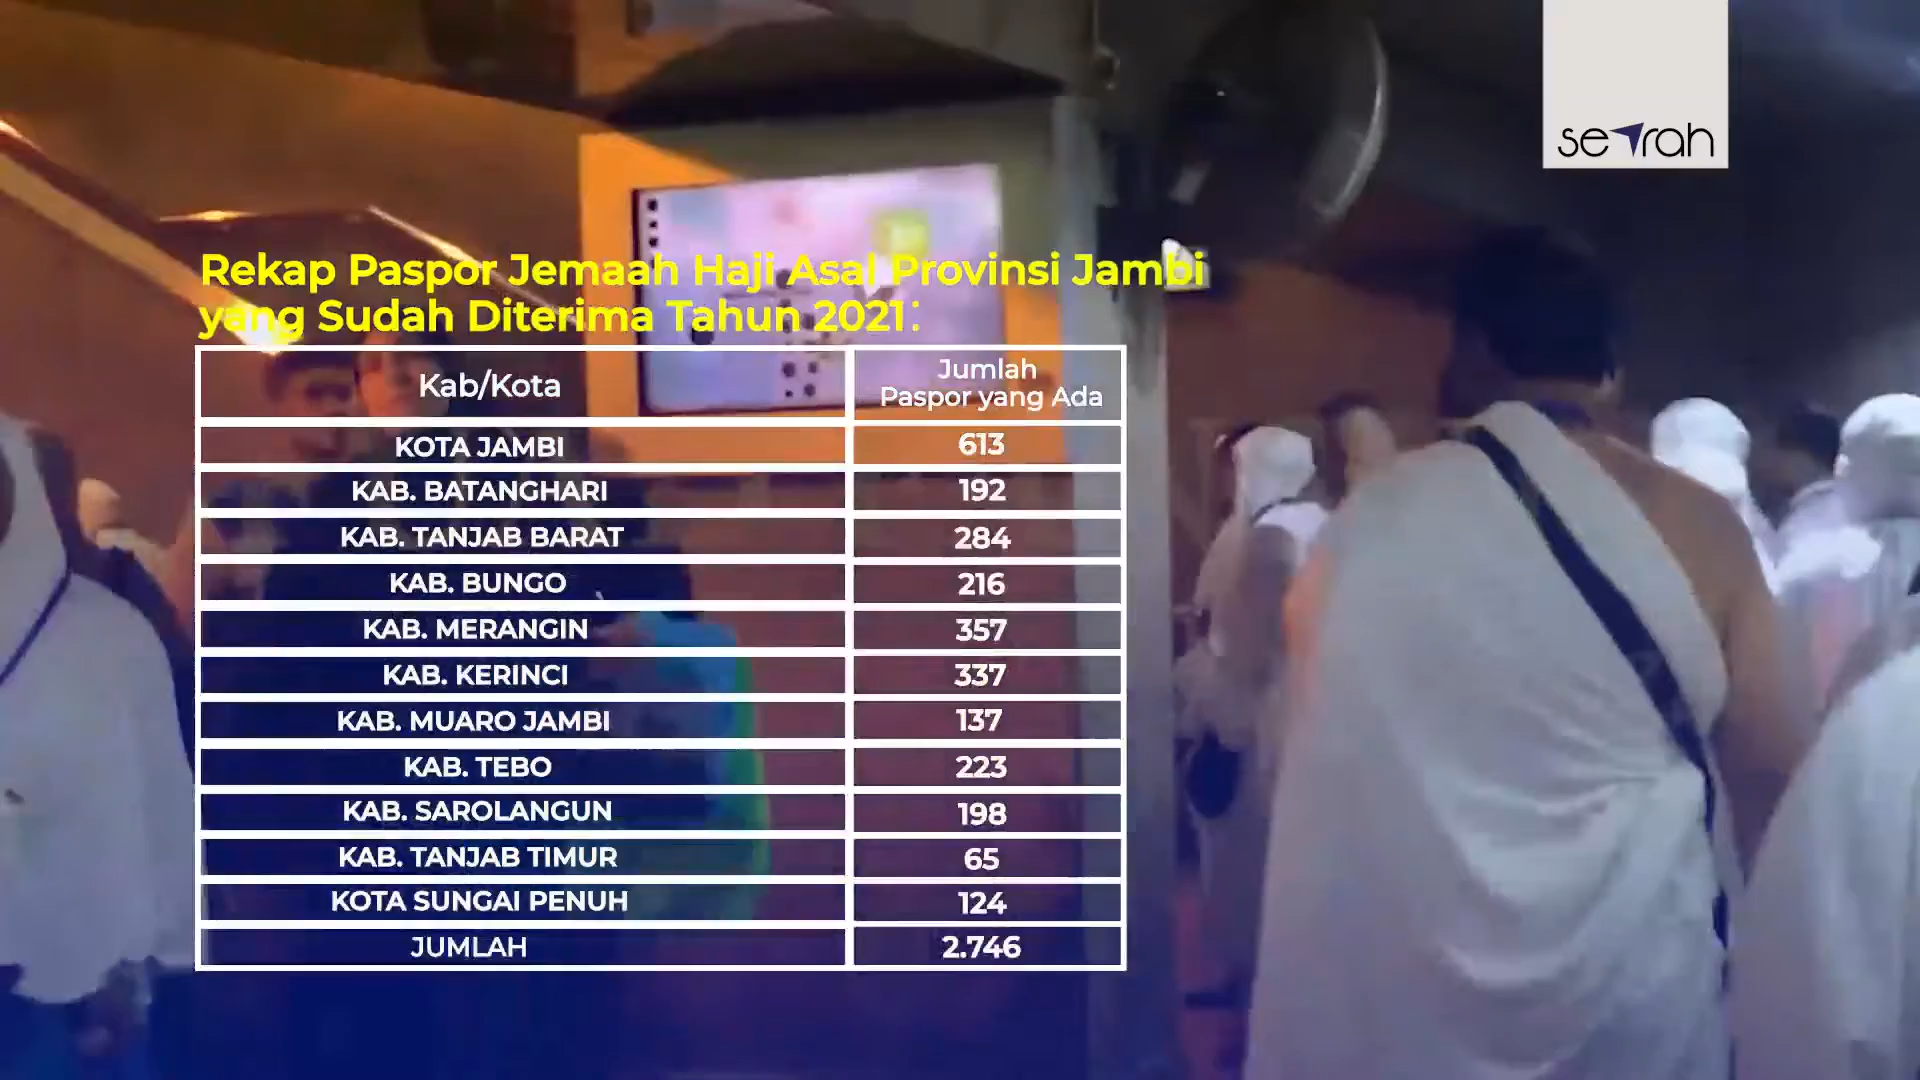 setrah
Rekap Paspor Jemaah Haji Asal Provinsi Jambi
yang Sudah Diterima Tahun 2021:
Kab/Kota
Jumlah
Paspor yang Ada
KOTA JAMBI 613
KAB. BATANGHARI 192
KAB. TANJAB BARAT 284
KAB. BUNGO 216
KAB. MERANGIN 357
KAB. KERINCI 337
KAB. MUARO JAMBI 137
KAB. TEBO 223
KAB. SAROLANGUN 198
KAB. TANJAB TIMUR 65
KOTA SUNGAI PENUH 124
JUMLAH 2.746